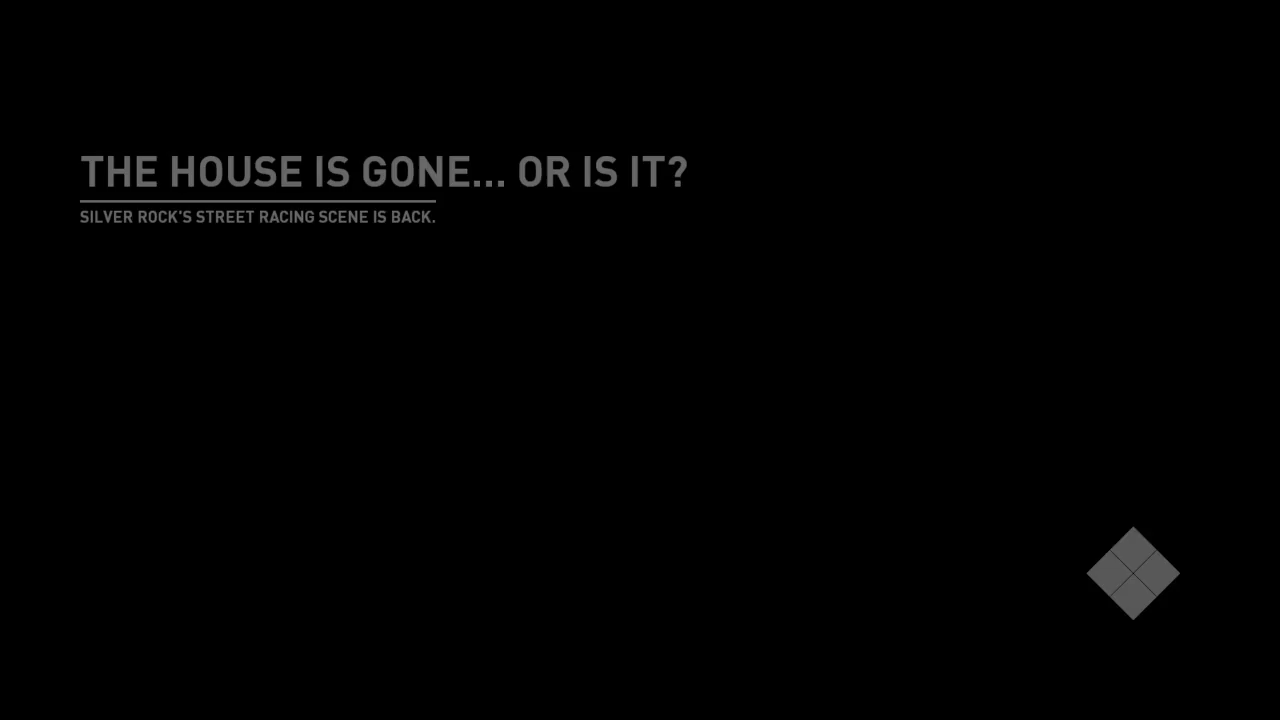 THE HOUSE IS GONE... OR IS IT?
SILVER ROCK'S STREET RACING SCENE IS BACK.